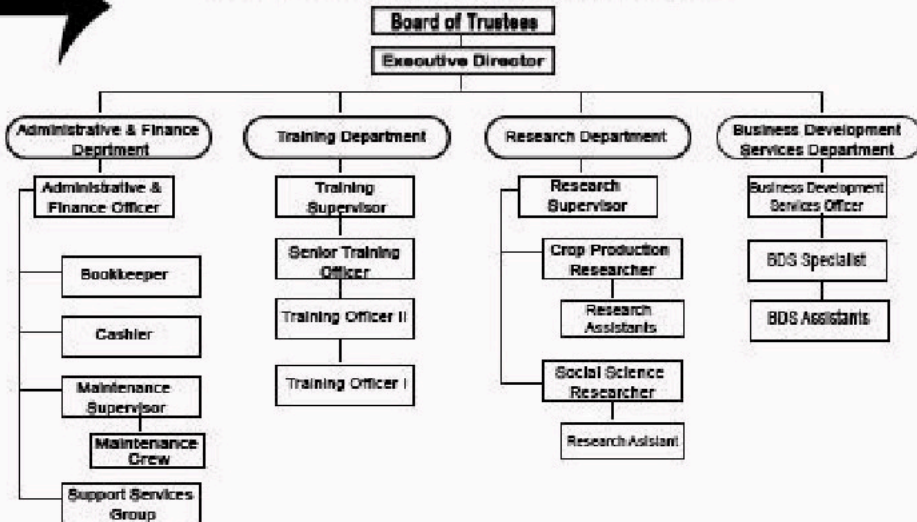 Board of Trustees
Executive Director
Administrative & Finance
Deprtment
Training Department
Research Department
Business Development
Services Department
Administrative &
Finance Officer
Bookkeeper
Cashier
Maintenance
Supervisor
Maintenance
Crew
Support Services
Group
Training
Supervisor
Senior Training
Officer
Training Officer II
Training Officer I
Research
Supervisor
Crop Production
Researcher
Research
Assistants
Social Science
Researcher
Research Asistant
Business Development
Services Officer
BDS Specialist
BDS Assistants